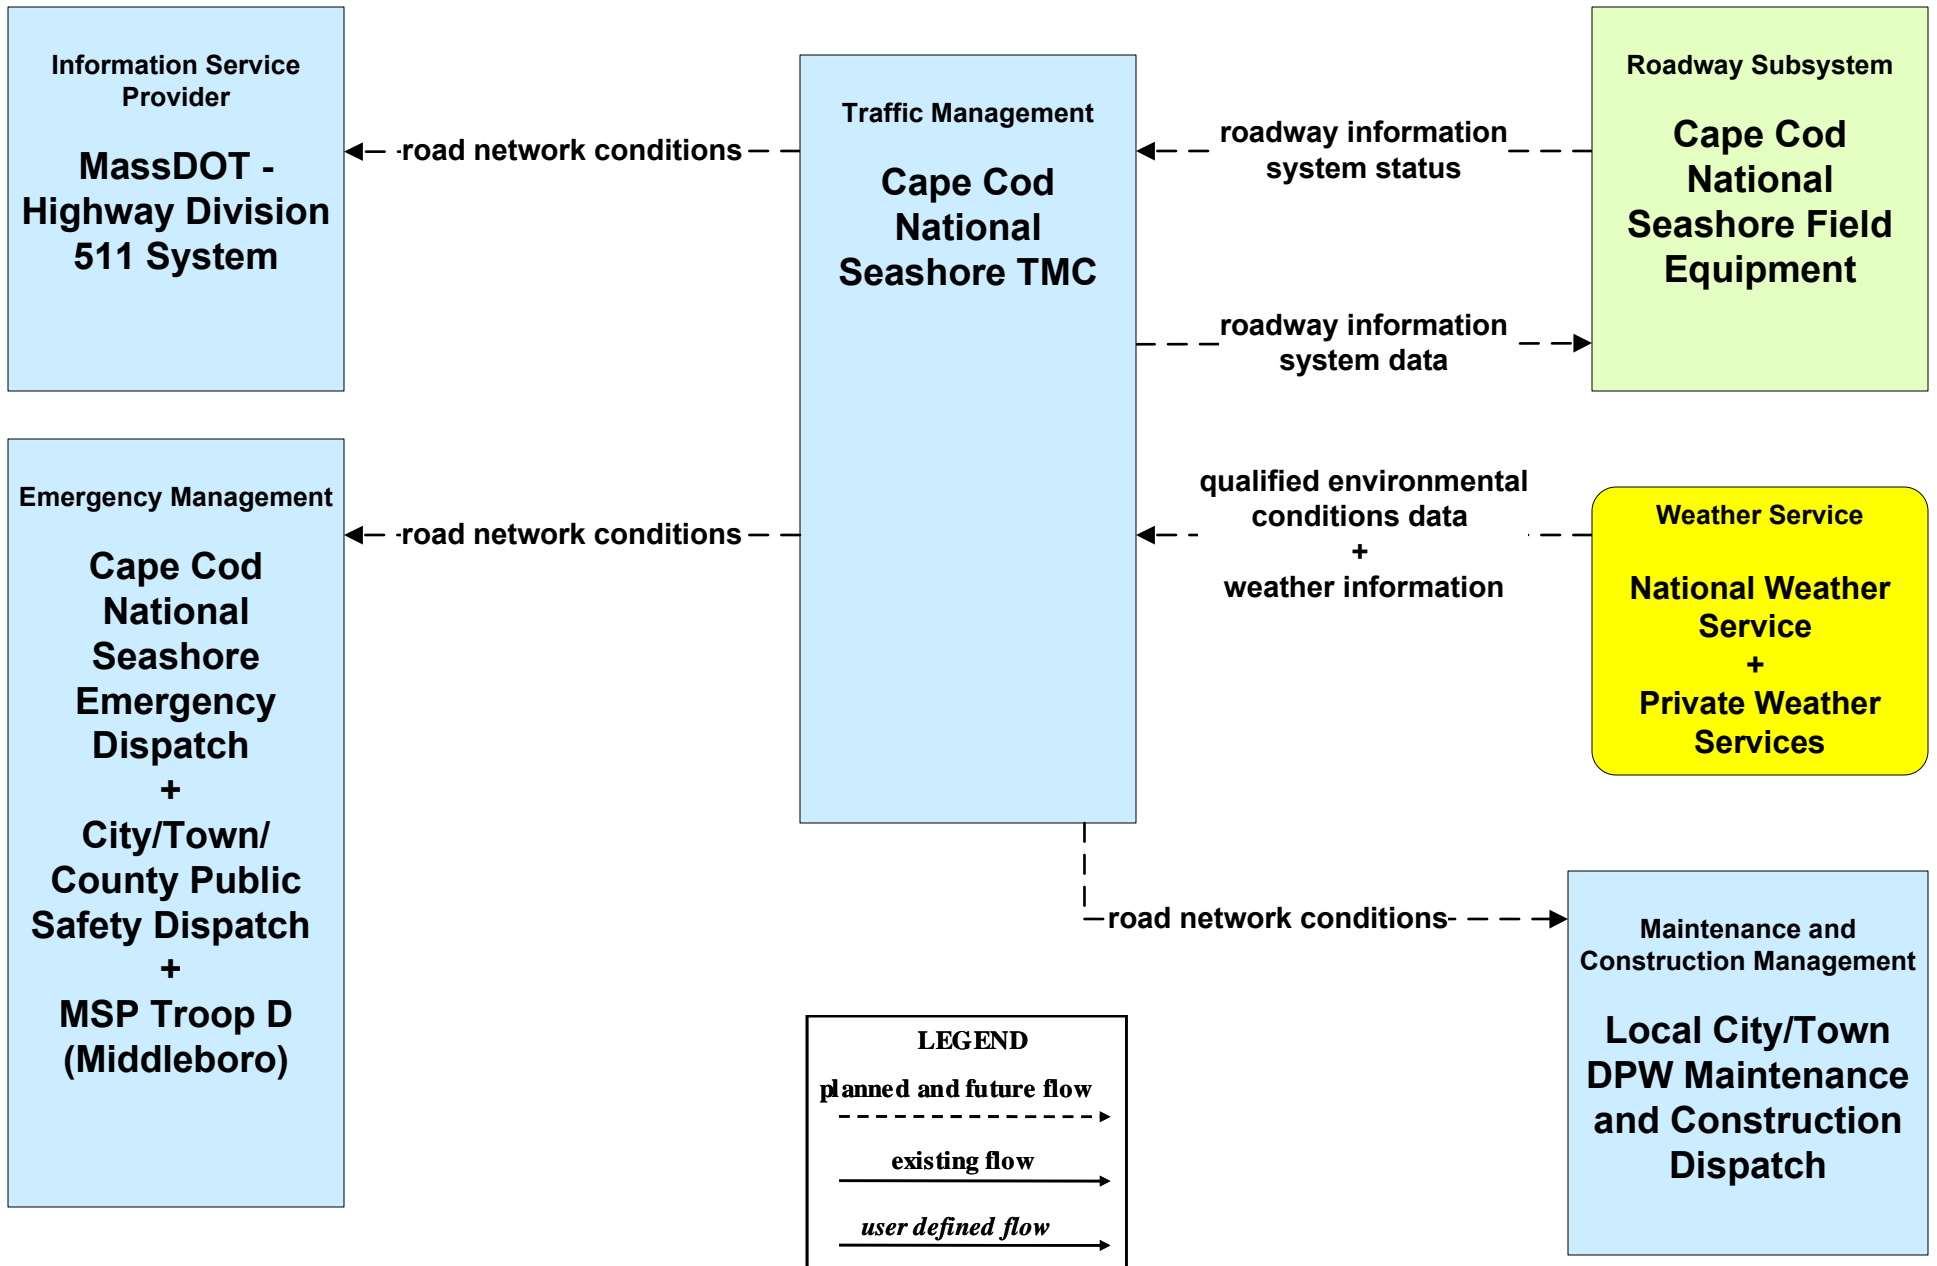 Information Service
Provider
MassDOT -
Highway Division
511 System
road network conditions
Traffic Management
Cape Cod
National
Seashore TMC
roadway information
system status
roadway information
system data
Roadway Subsystem
Cape Cod
National
Seashore Field
Equipment
Emergency Management
Cape Cod
National
Seashore
Emergency
Dispatch
+
City/Town/
County Public
Safety Dispatch
+
MSP Troop D
(Middleboro)
road network conditions
qualified environmental
conditions data
+
weather information
Weather Service
National Weather
Service
+
Private Weather
Services
road network conditions
Maintenance and
Construction Management
Local City/Town
DPW Maintenance
and Construction
Dispatch
LEGEND
planned and future flow
existing flow
user defined flow